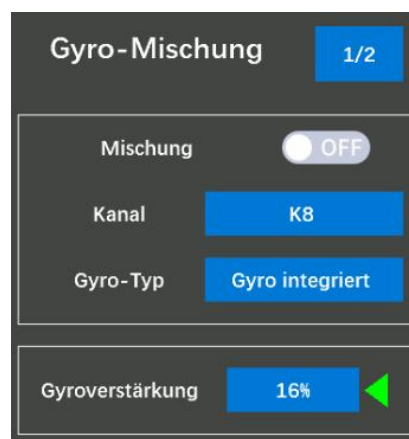 Gyro-Mischung 1/2
Mischung OFF
Kanal K8
Gyro-Typ Gyro integriert
Gyroverstärkung 16%